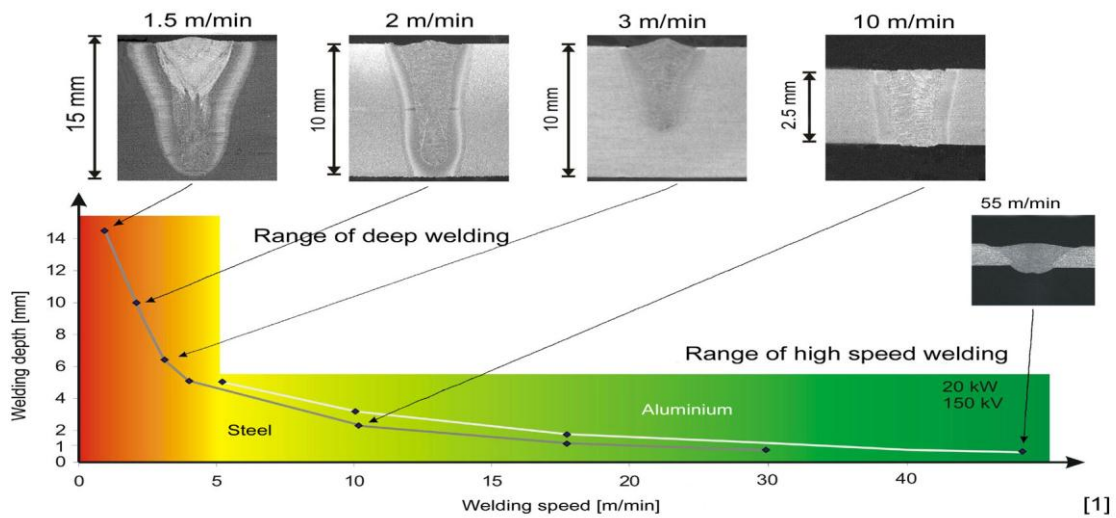 1.5 m/min
2 m/min
3 m/min
10 m/min
15 mm
10 mm
10 mm
2.5 mm
55 m/min
Range of deep welding
Range of high speed welding
20 kW
150 kV
Aluminium
Steel
Welding depth [mm]
14
12
10
8
6
4
2
1
0
0
5
10
15
20
30
40
Welding speed [m/min]
[1]